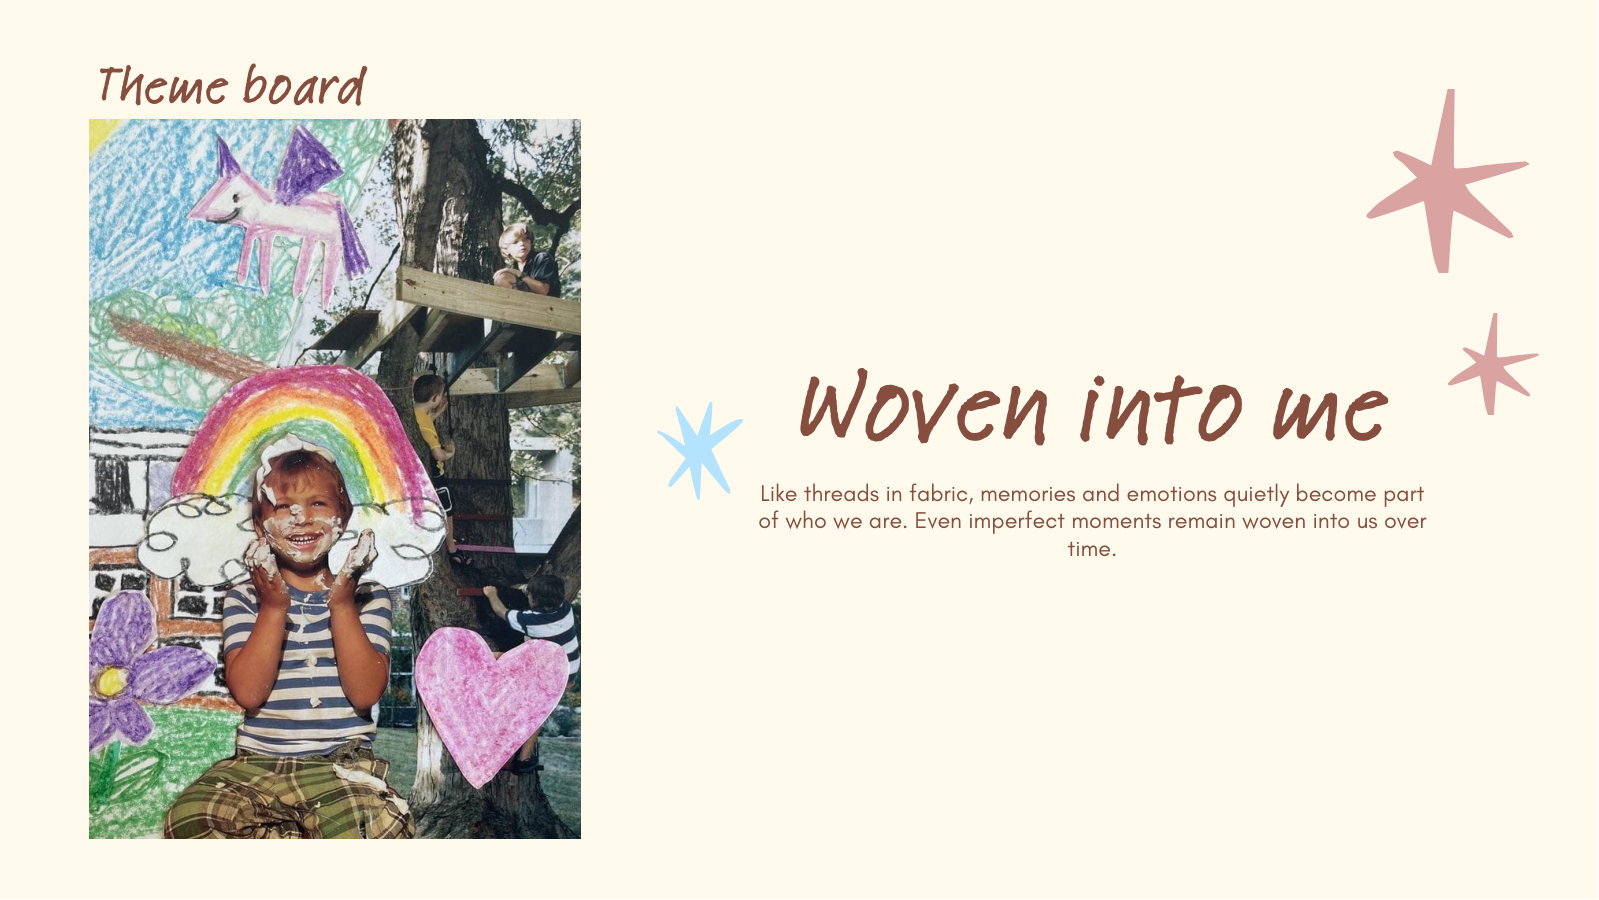 Theme board
Woven into me
Like threads in fabric, memories and emotions quietly become part
of who we are. Even imperfect moments remain woven into us over
time.